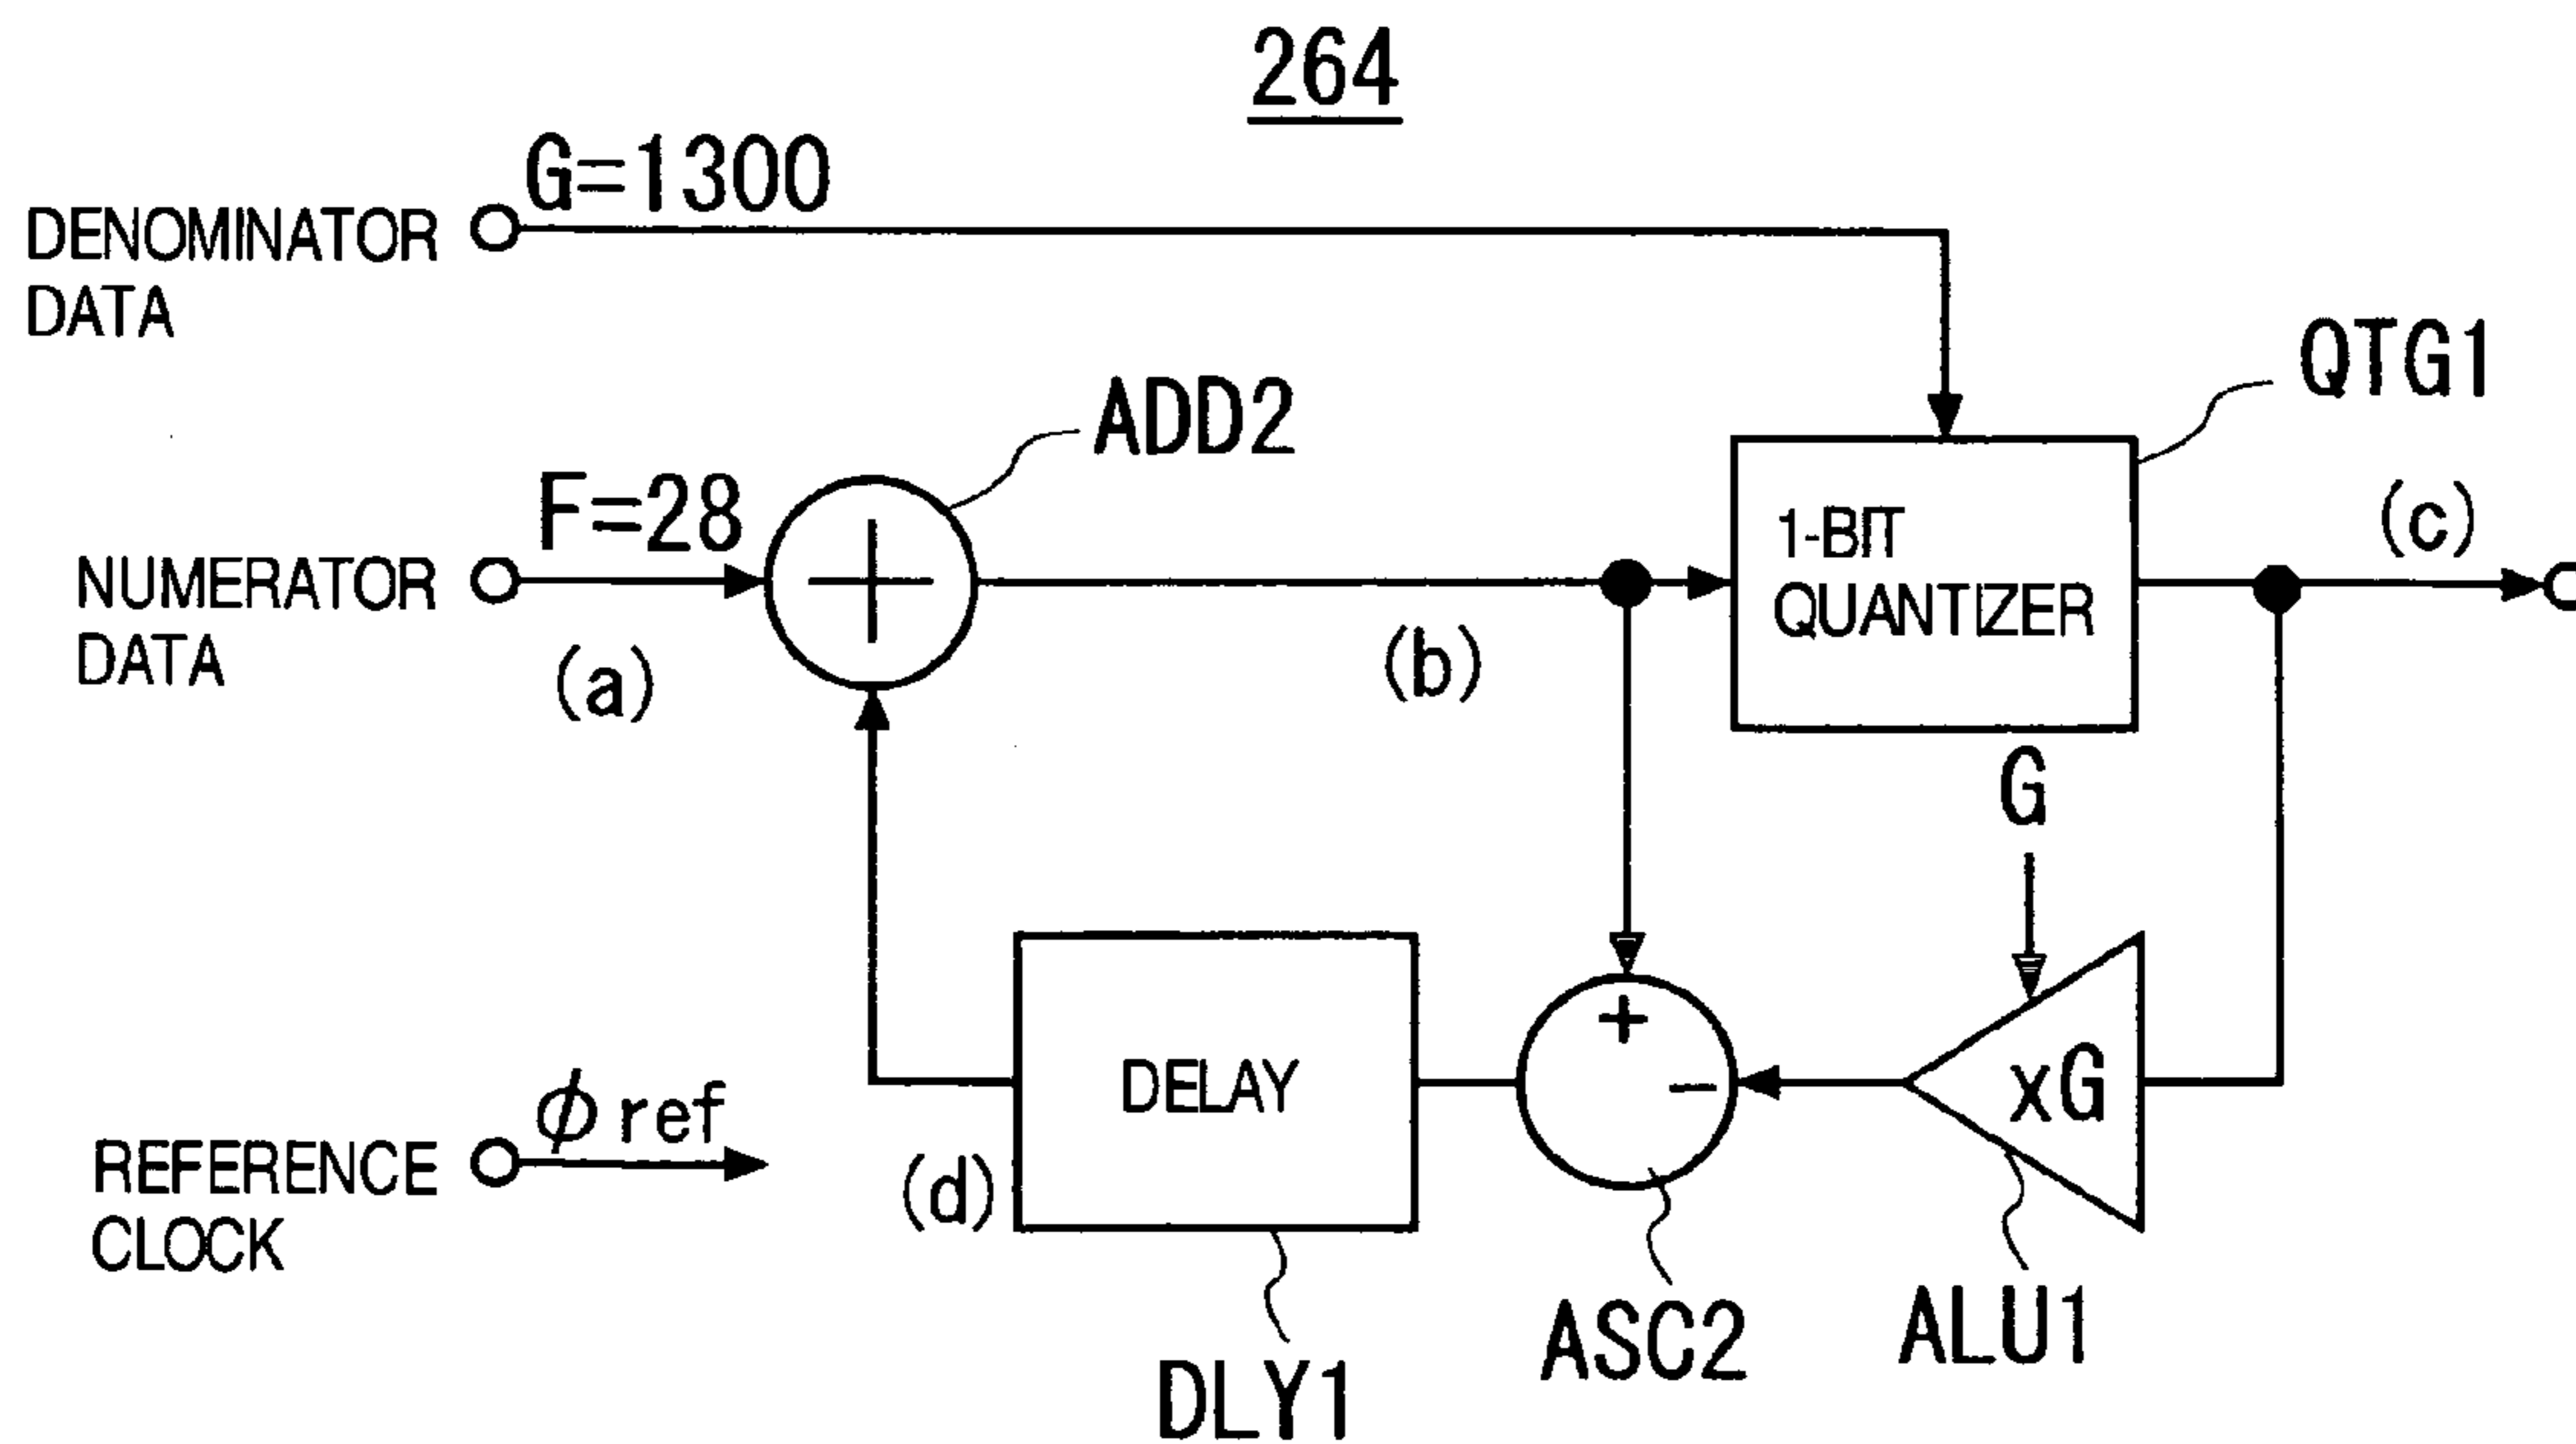 264
G=1300
DENOMINATOR
DATA
QTG1
ADD2
F=28
1-BIT
QUANTIZER
(c)
NUMERATOR
DATA
(a)
(b)
G
DELAY
+
−
xG
ϕ ref
REFERENCE
CLOCK
(d)
ASC2
ALU1
DLY1